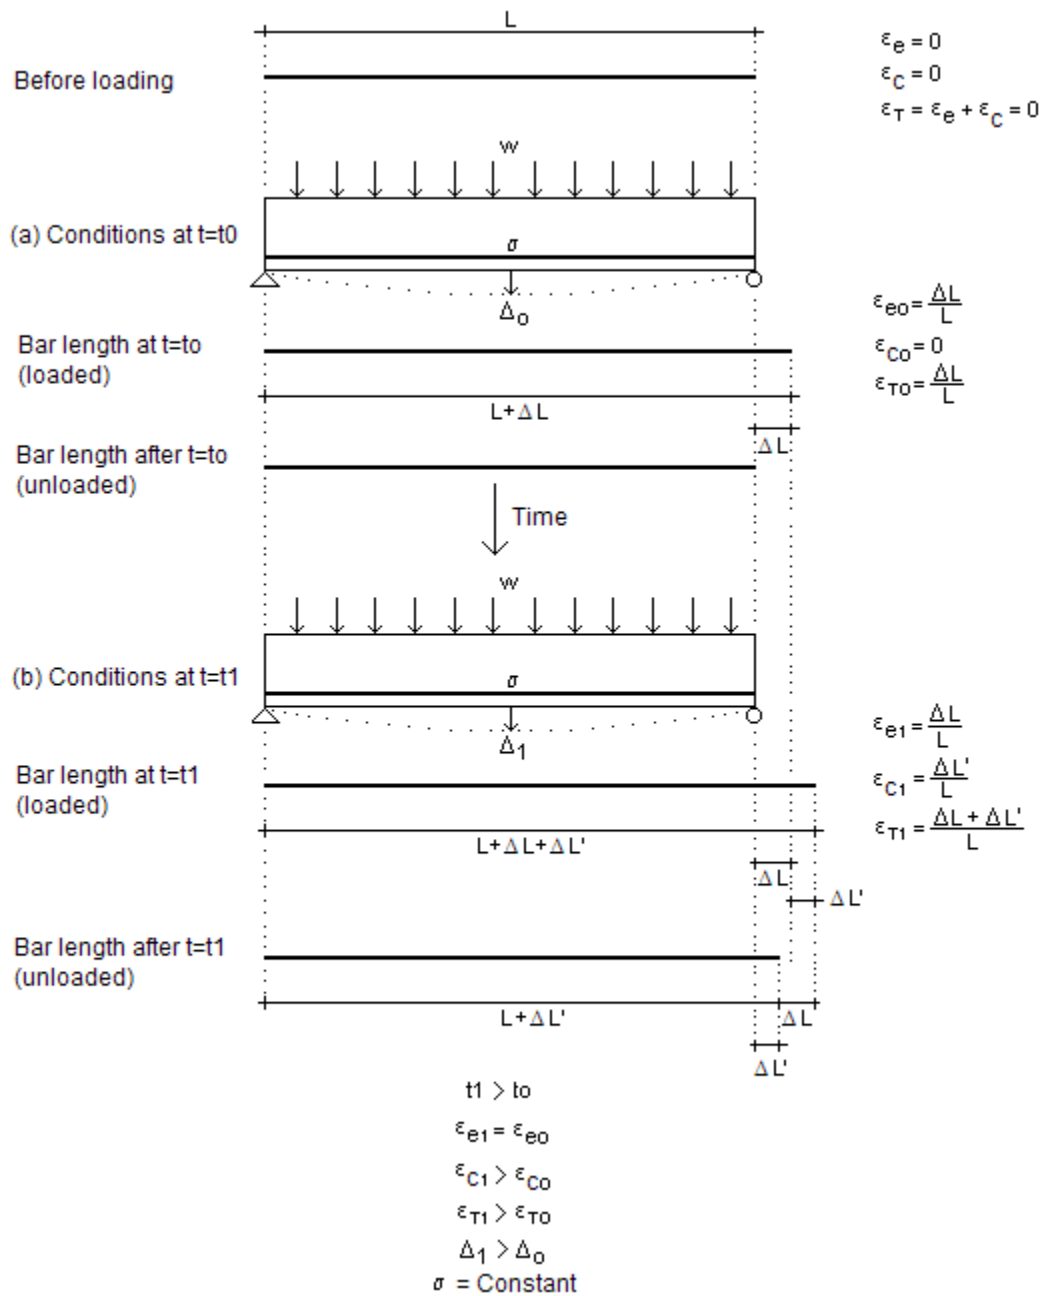 L
εe = 0
Before loading
εC = 0
εT = εe + εC = 0
w
(a) Conditions at t=t0
σ
Δo
εeo = ΔL/L
Bar length at t=to
(loaded)
εCo = 0
εTo = ΔL/L
L+ΔL
ΔL
Bar length after t=to
(unloaded)
Time
w
(b) Conditions at t=t1
σ
Δ1
εe1 = ΔL/L
Bar length at t=t1
(loaded)
εC1 = ΔL'/L
εT1 = ΔL + ΔL'/L
L+ΔL+ΔL'
ΔL
ΔL'
Bar length after t=t1
(unloaded)
L+ΔL'
ΔL
ΔL'
t1 > to
εe1 = εeo
εC1 > εCo
εT1 > εTo
Δ1 > Δo
σ = Constant